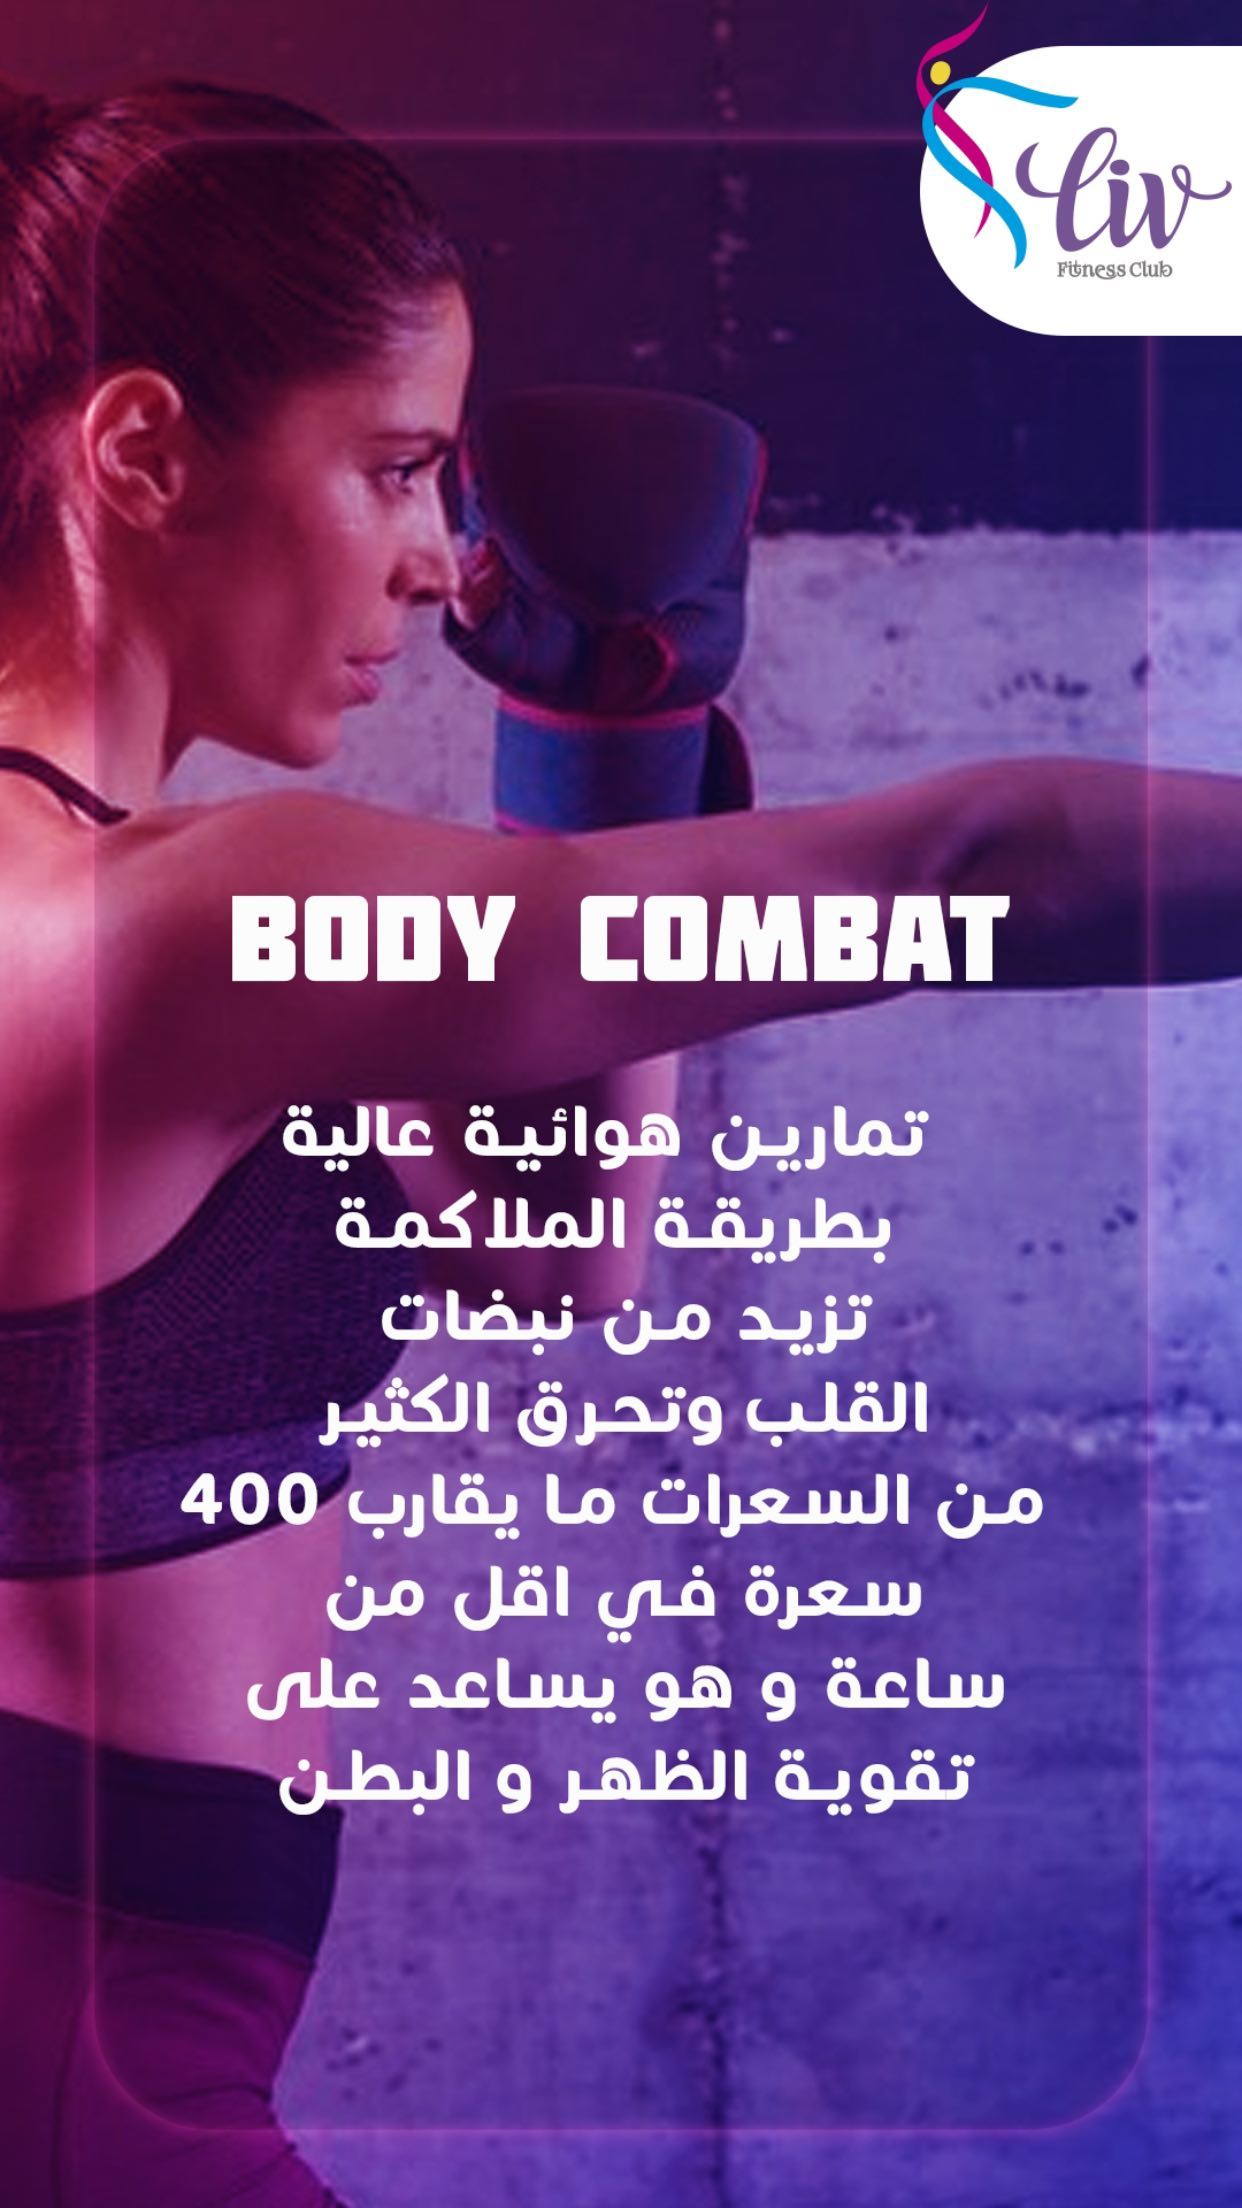 Liv
Fitness Club
BODY COMBAT
تمارين هوائية عالية
بطريقة الملاكمة
تزيد من نبضات
القلب وتحرق الكثير
من السعرات ما يقارب 400
سعرة في اقل من
ساعة و هو يساعد على
تقوية الظهر و البطن